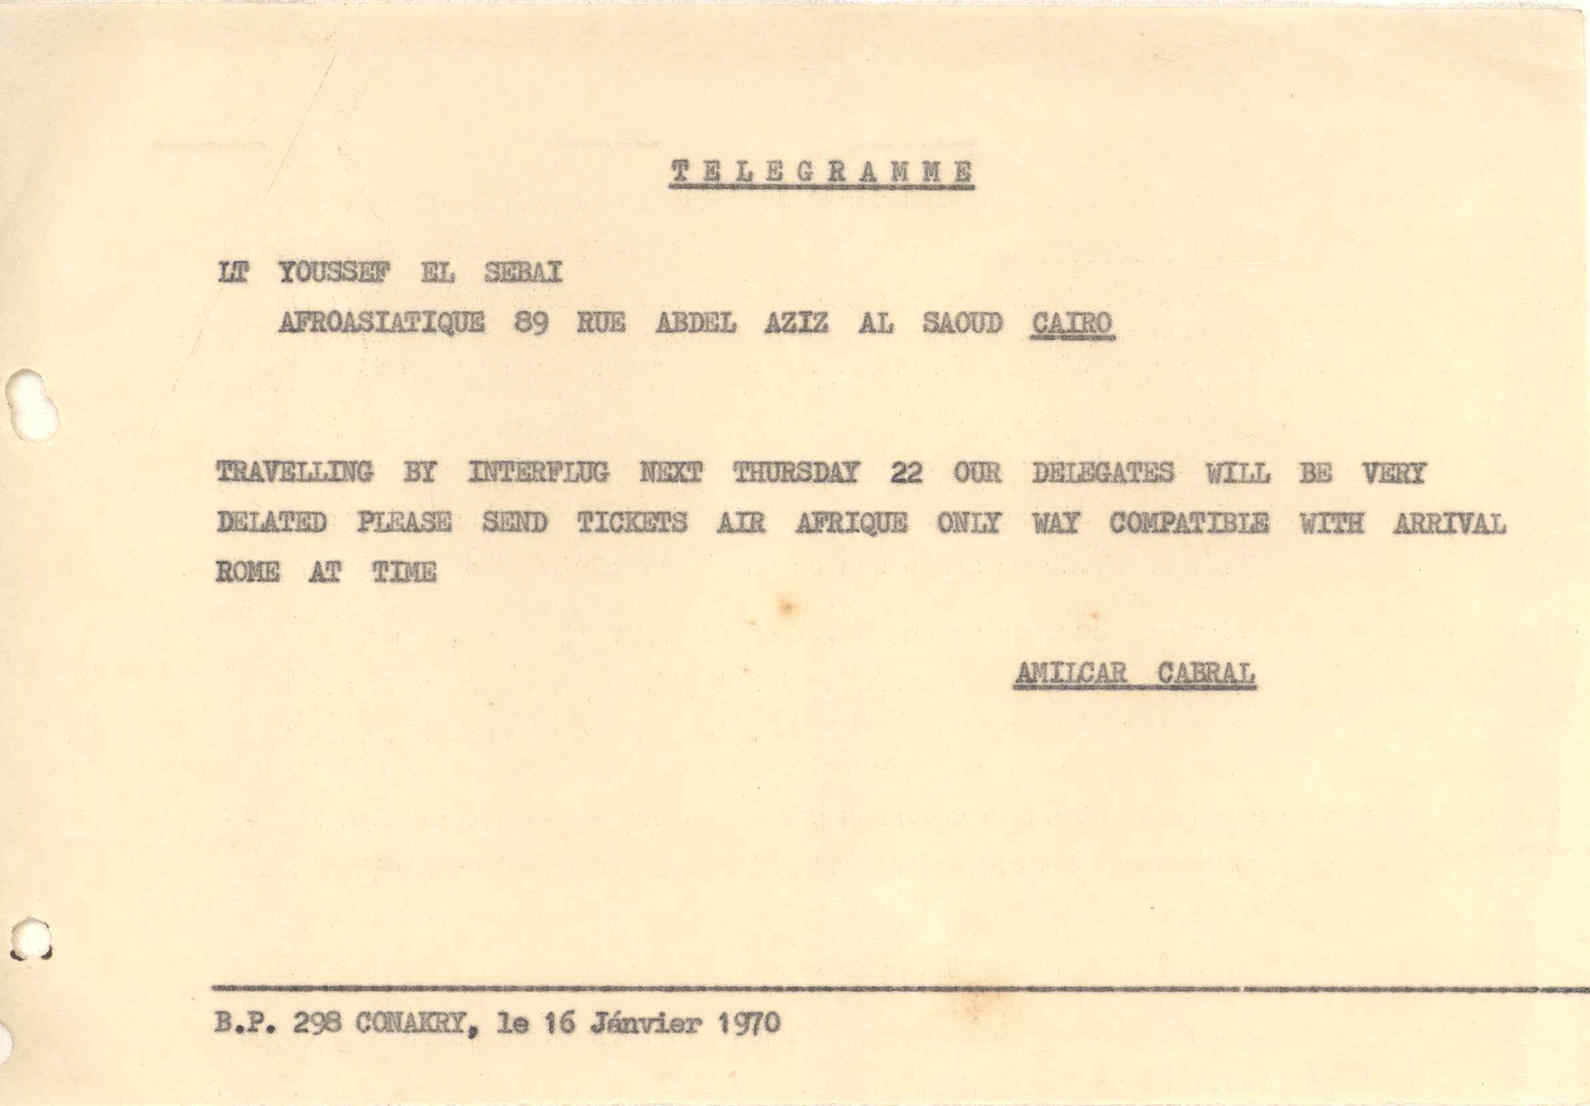 TELEGRAMME
LT YOUSSEF EL SEBAI
AFROASIATIQUE 89 RUE ABDEL AZIZ AL SAOUD CAIRO
TRAVELLING BY INTERFLUG NEXT THURSDAY 22 OUR DELEGATES WILL BE VERY
DELATED PLEASE SEND TICKETS AIR AFRIQUE ONLY WAY COMPATIBLE WITH ARRIVAL
ROME AT TIME
AMILCAR CABRAL
B.P. 298 CONAKRY, le 16 Jánvier 1970